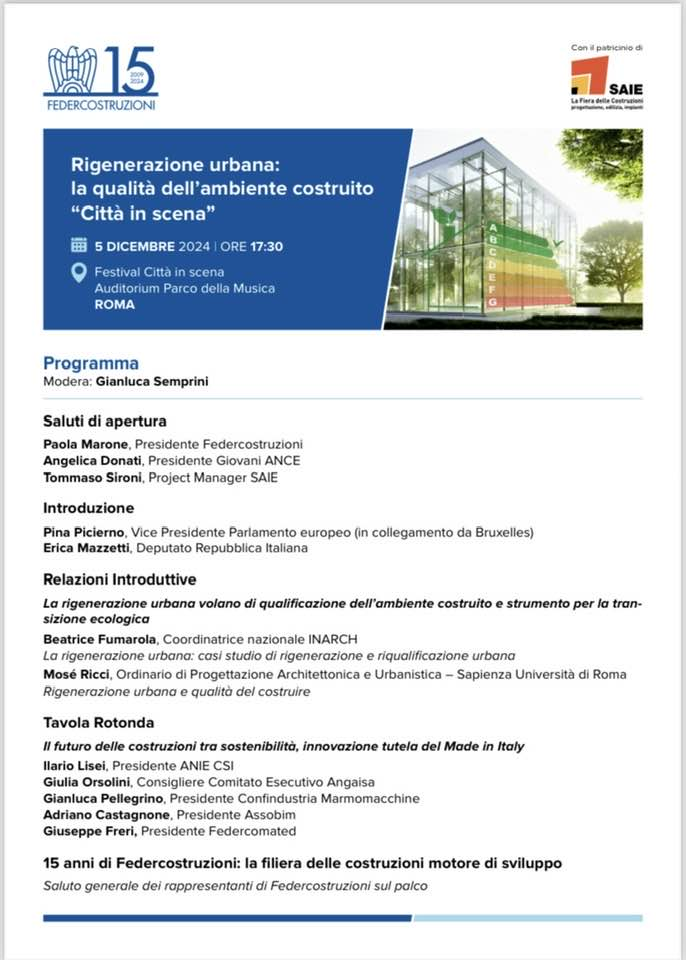 15
2009
2024
FEDERCOSTRUZIONI
Con il patricinio di
SAIE
La Fiera delle Costruzioni
progettazione, edilizia, impianti
Rigenerazione urbana:
la qualità dell'ambiente costruito
“Città in scena”
5 DICEMBRE 2024 | ORE 17:30
Festival Città in scena
Auditorium Parco della Musica
ROMA
A
B
C
D
E
F
G
Programma
Modera: Gianluca Semprini
Saluti di apertura
Paola Marone, Presidente Federcostruzioni
Angelica Donati, Presidente Giovani ANCE
Tommaso Sironi, Project Manager SAIE
Introduzione
Pina Picierno, Vice Presidente Parlamento europeo (in collegamento da Bruxelles)
Erica Mazzetti, Deputato Repubblica Italiana
Relazioni Introduttive
La rigenerazione urbana volano di qualificazione dell'ambiente costruito e strumento per la tran-
sizione ecologica
Beatrice Fumarola, Coordinatrice nazionale INARCH
La rigenerazione urbana: casi studio di rigenerazione e riqualificazione urbana
Mosé Ricci, Ordinario di Progettazione Architettonica e Urbanistica – Sapienza Università di Roma
Rigenerazione urbana e qualità del costruire
Tavola Rotonda
Il futuro delle costruzioni tra sostenibilità, innovazione tutela del Made in Italy
Ilario Lisei, Presidente ANIE CSI
Giulia Orsolini, Consigliere Comitato Esecutivo Angaisa
Gianluca Pellegrino, Presidente Confindustria Marmomacchine
Adriano Castagnone, Presidente Assobim
Giuseppe Freri, Presidente Federcomated
15 anni di Federcostruzioni: la filiera delle costruzioni motore di sviluppo
Saluto generale dei rappresentanti di Federcostruzioni sul palco